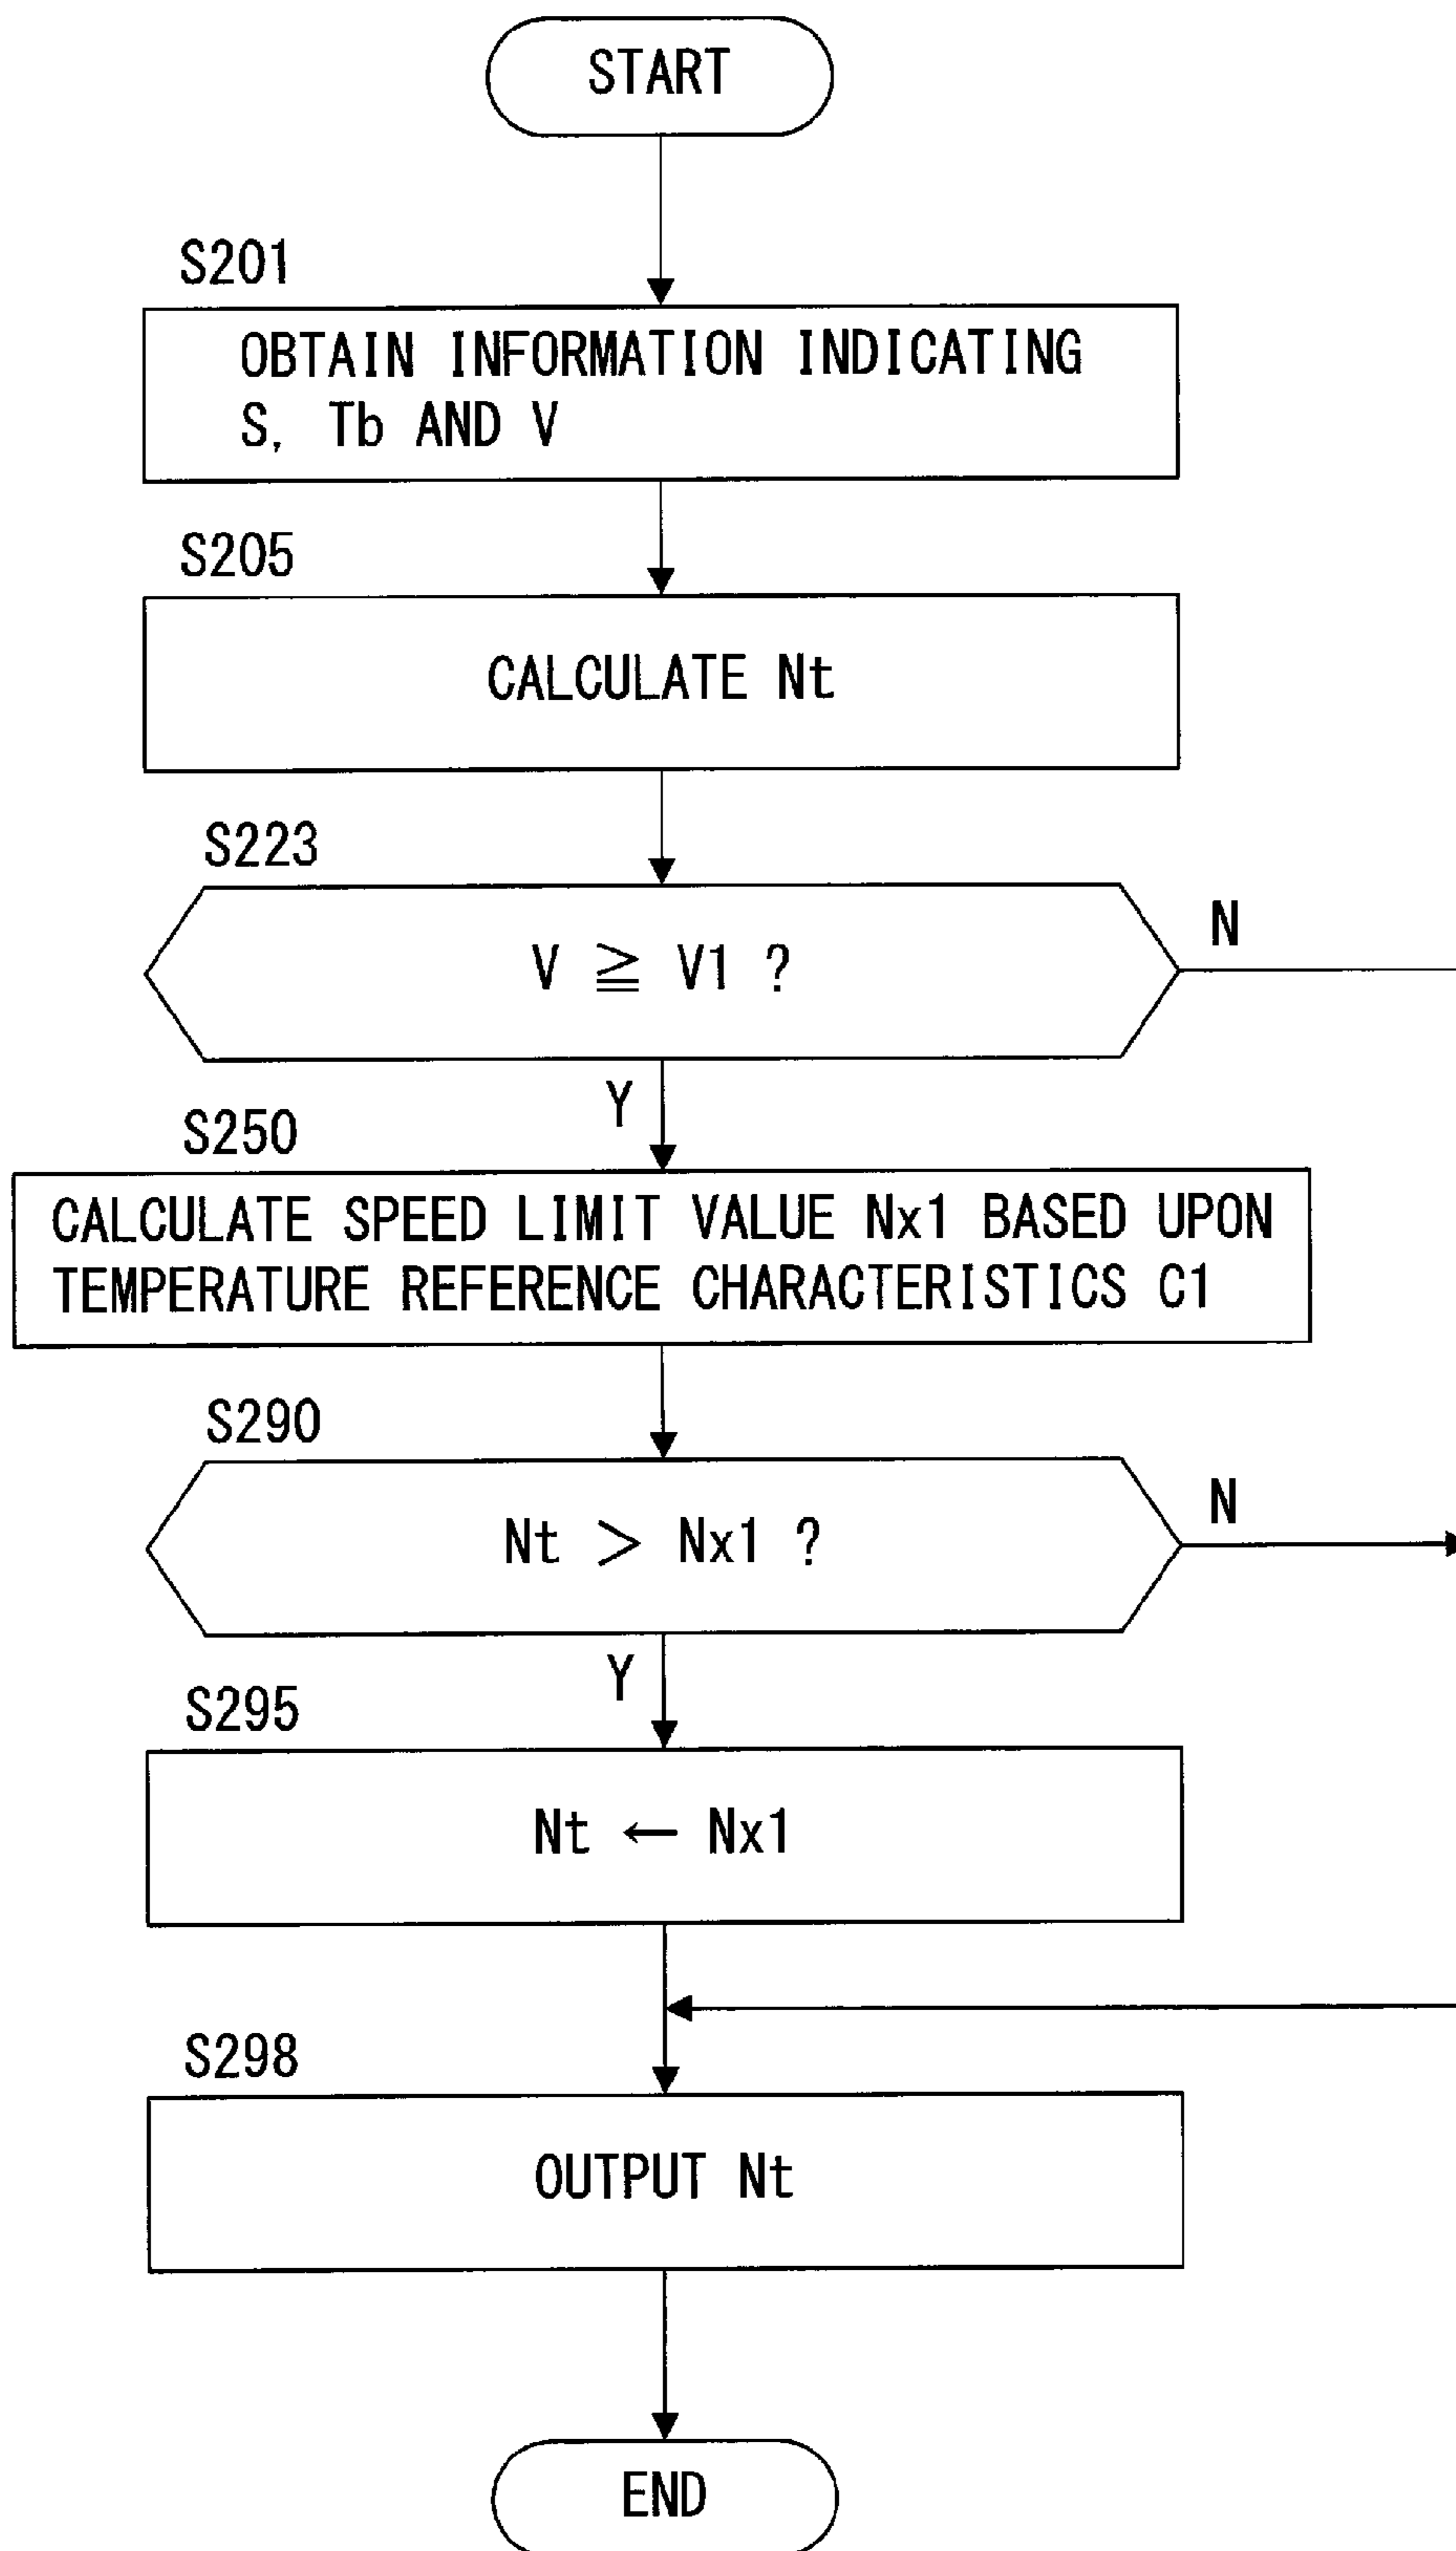 START
S201
OBTAIN INFORMATION INDICATING
S, Tb AND V
S205
CALCULATE Nt
S223
V ≧ V1 ?
N
Y
S250
CALCULATE SPEED LIMIT VALUE Nx1 BASED UPON
TEMPERATURE REFERENCE CHARACTERISTICS C1
S290
Nt > Nx1 ?
N
Y
S295
Nt ← Nx1
S298
OUTPUT Nt
END